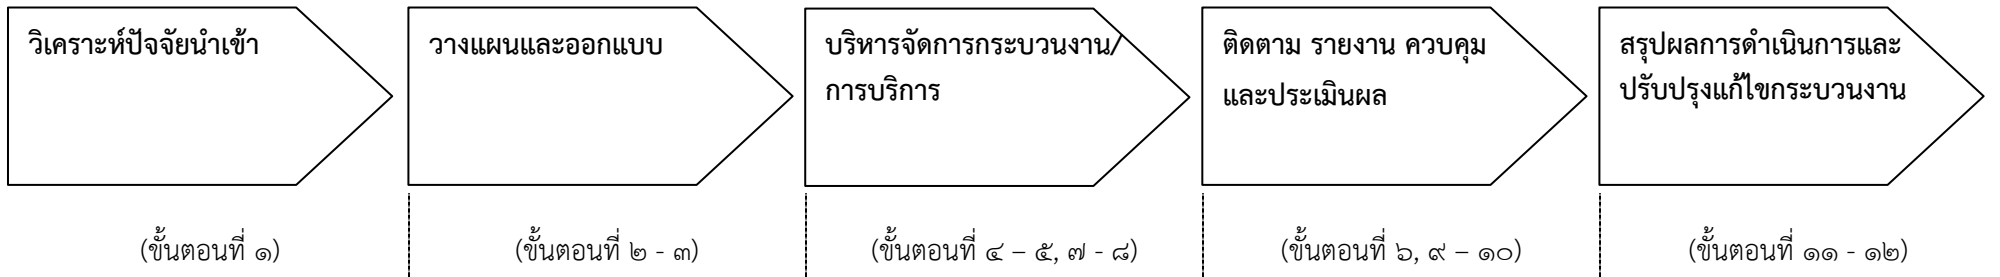 วิเคราะห์ปัจจัยนำเข้า
วางแผนและออกแบบ
บริหารจัดการกระบวนงาน/
การบริการ
ติดตาม รายงาน ควบคุม
และประเมินผล
สรุปผลการดำเนินการและ
ปรับปรุงแก้ไขกระบวนงาน
(ขั้นตอนที่ ๑)
(ขั้นตอนที่ ๒ - ๓)
(ขั้นตอนที่ ๔ – ๕, ๗ - ๘)
(ขั้นตอนที่ ๖, ๙ – ๑๐)
(ขั้นตอนที่ ๑๑ - ๑๒)